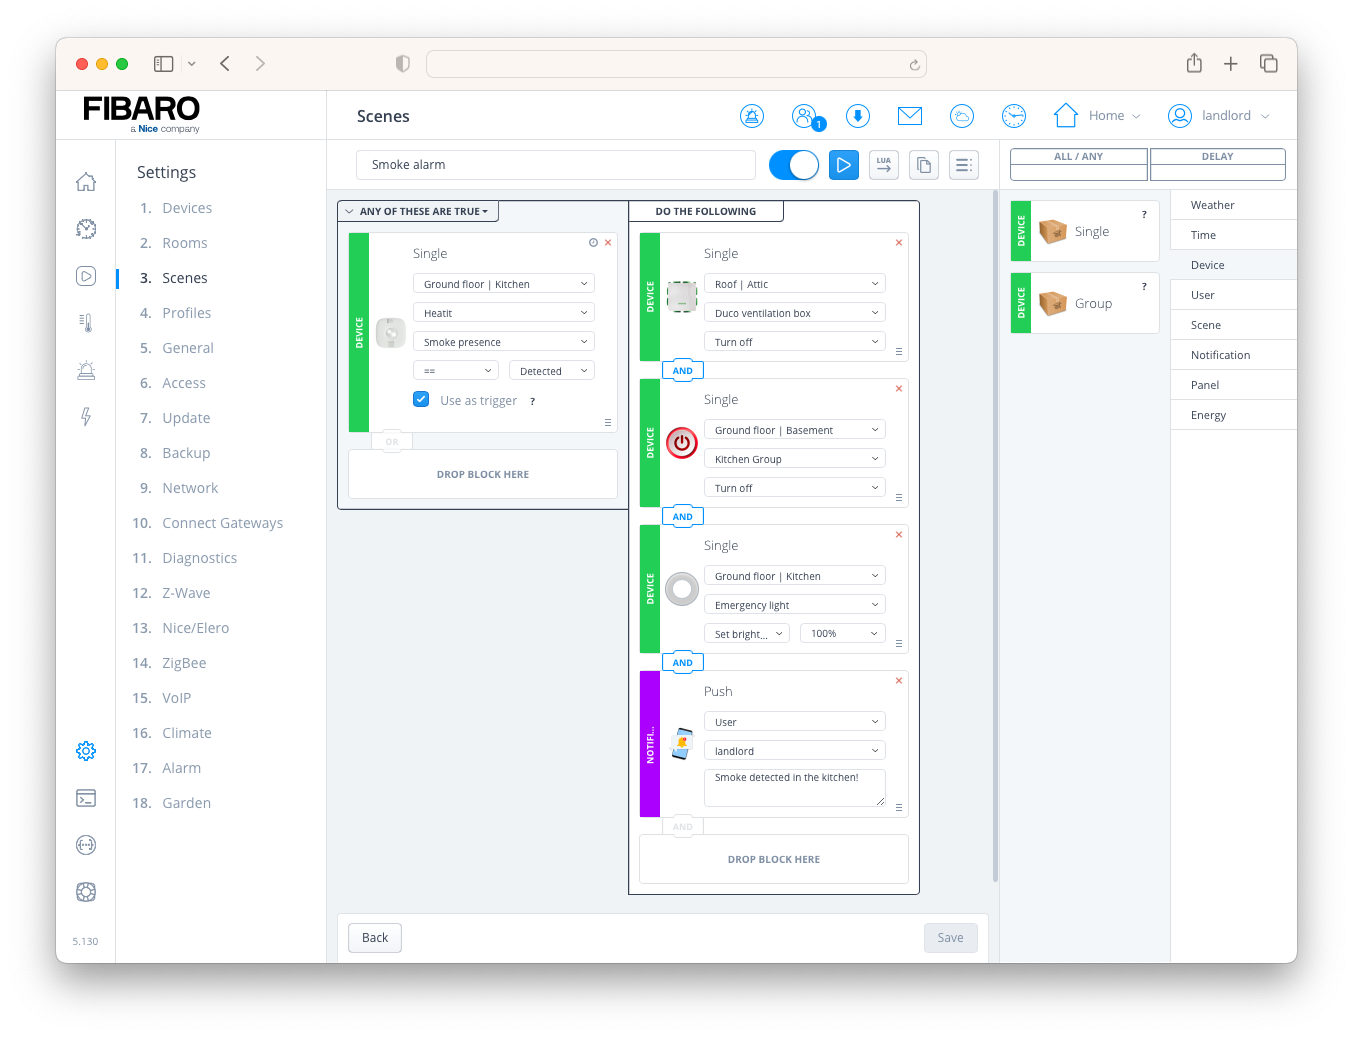 FIBARO
a Nice company
Scenes
1
Home
landlord
Settings
1. Devices
2. Rooms
3. Scenes
4. Profiles
5. General
6. Access
7. Update
8. Backup
9. Network
10. Connect Gateways
11. Diagnostics
12. Z-Wave
13. Nice/Elero
14. ZigBee
15. VoIP
16. Climate
17. Alarm
18. Garden
5.130
Smoke alarm
LUA
ANY OF THESE ARE TRUE
DEVICE
Single
Ground floor | Kitchen
Heatit
Smoke presence
==
Detected
Use as trigger ?
OR
DROP BLOCK HERE
DO THE FOLLOWING
DEVICE
Single
Roof | Attic
Duco ventilation box
Turn off
AND
DEVICE
Single
Ground floor | Basement
Kitchen Group
Turn off
AND
DEVICE
Single
Ground floor | Kitchen
Emergency light
Set bright...
100%
AND
NOTIFI...
Push
User
landlord
Smoke detected in the kitchen!
AND
DROP BLOCK HERE
Back
Save
ALL / ANY
DELAY
DEVICE
Single
?
DEVICE
Group
?
Weather
Time
Device
User
Scene
Notification
Panel
Energy